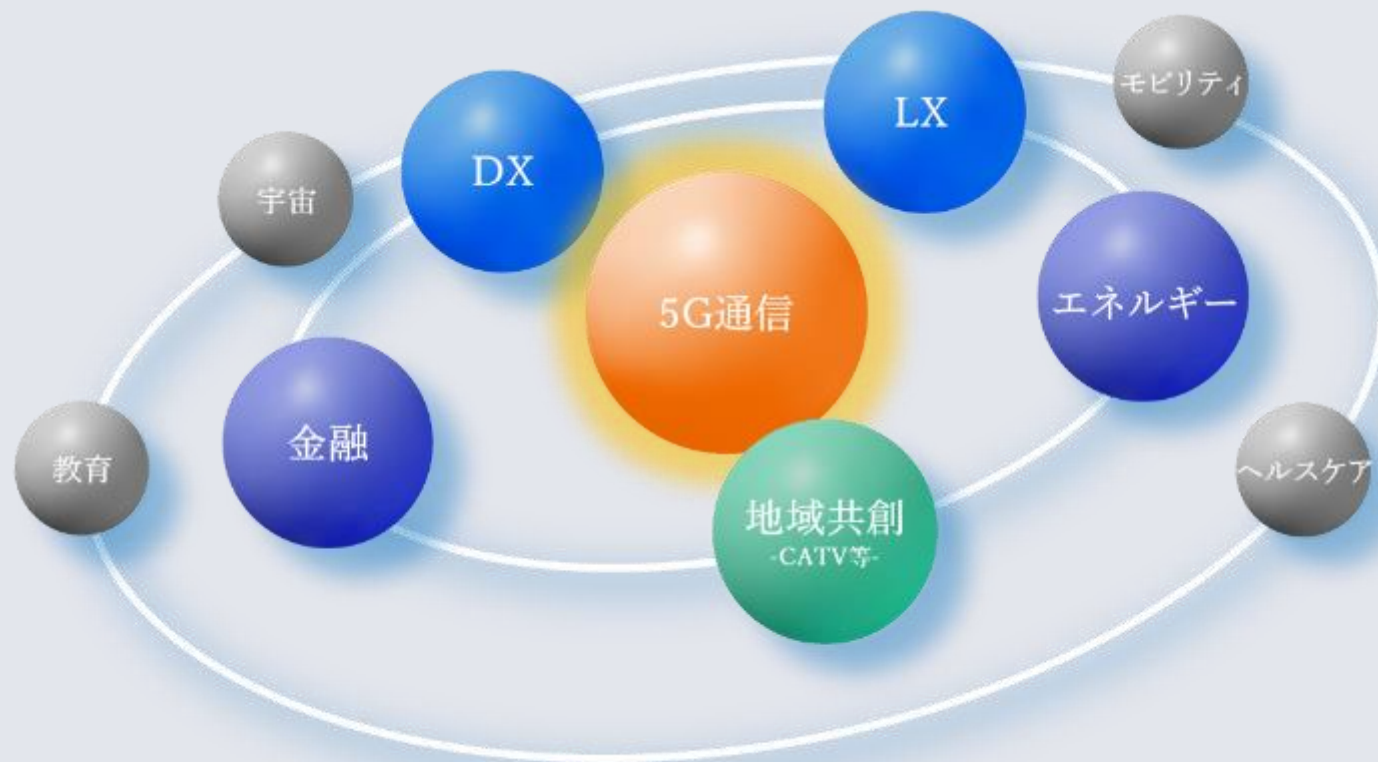 モビリティ
LX
DX
宇宙
エネルギー
5G通信
金融
教育
ヘルスケア
地域共創
-CATV等-